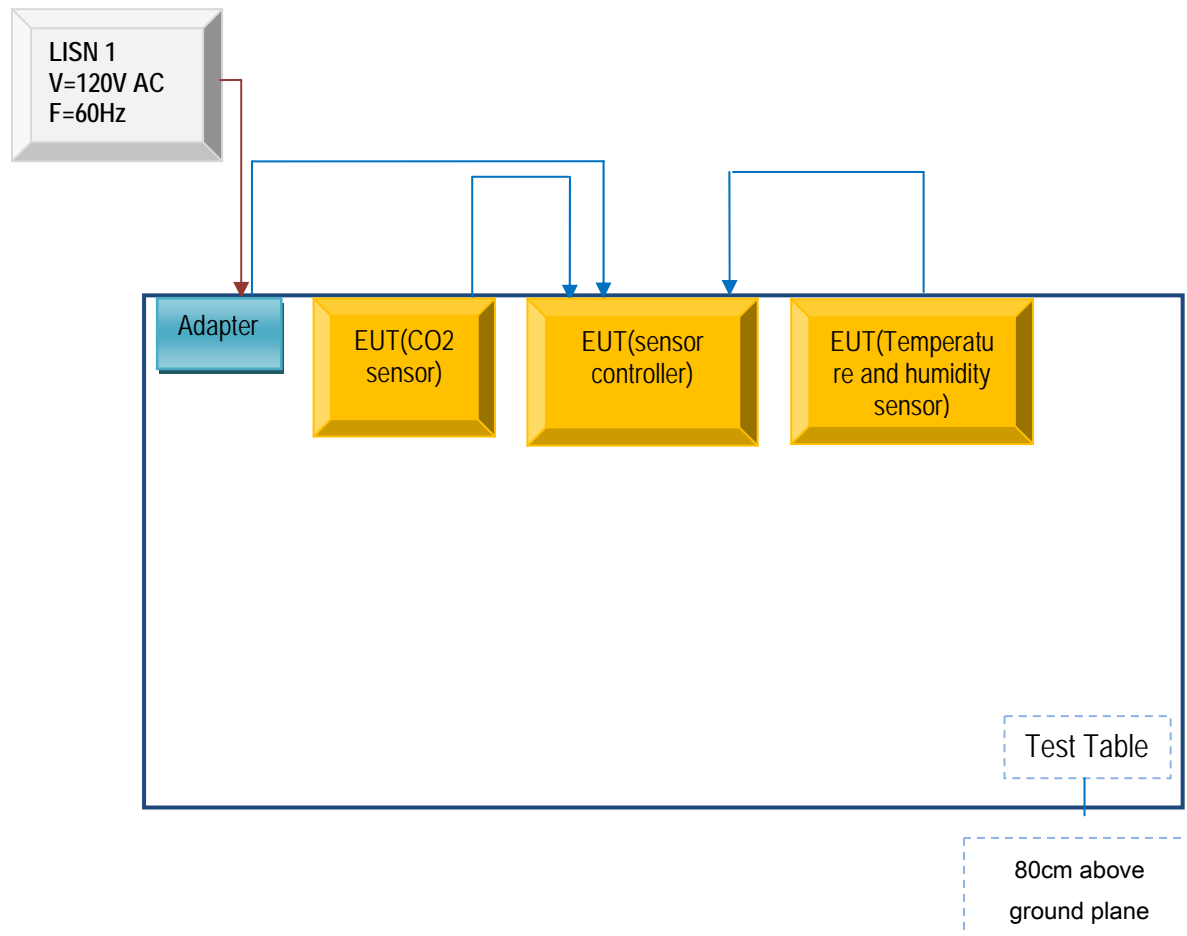 LISN 1
V=120V AC
F=60Hz
Adapter
EUT(CO2
sensor)
EUT(sensor
controller)
EUT(Temperatu
re and humidity
sensor)
Test Table
80cm above
ground plane